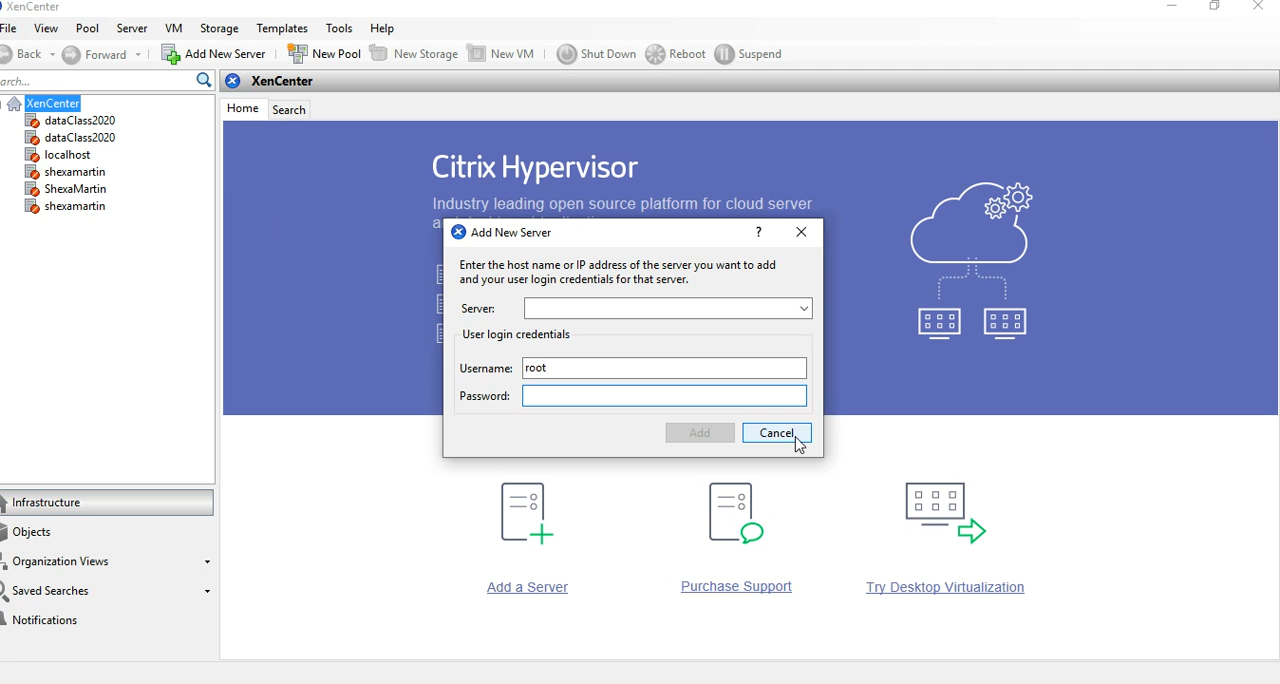 XenCenter
File View Pool Server VM Storage Templates Tools Help
Back Forward Add New Server New Pool New Storage New VM Shut Down Reboot Suspend
arch...
XenCenter
Home Search
XenCenter
dataClass2020
dataClass2020
localhost
shexamartin
ShexaMartin
shexamartin
Citrix Hypervisor
Industry leading open source platform for cloud server
Add New Server ?
Enter the host name or IP address of the server you want to add
and your user login credentials for that server.
Server:
User login credentials
Username: root
Password:
Add Cancel
Add a Server
Purchase Support
Try Desktop Virtualization
Infrastructure
Objects
Organization Views
Saved Searches
Notifications